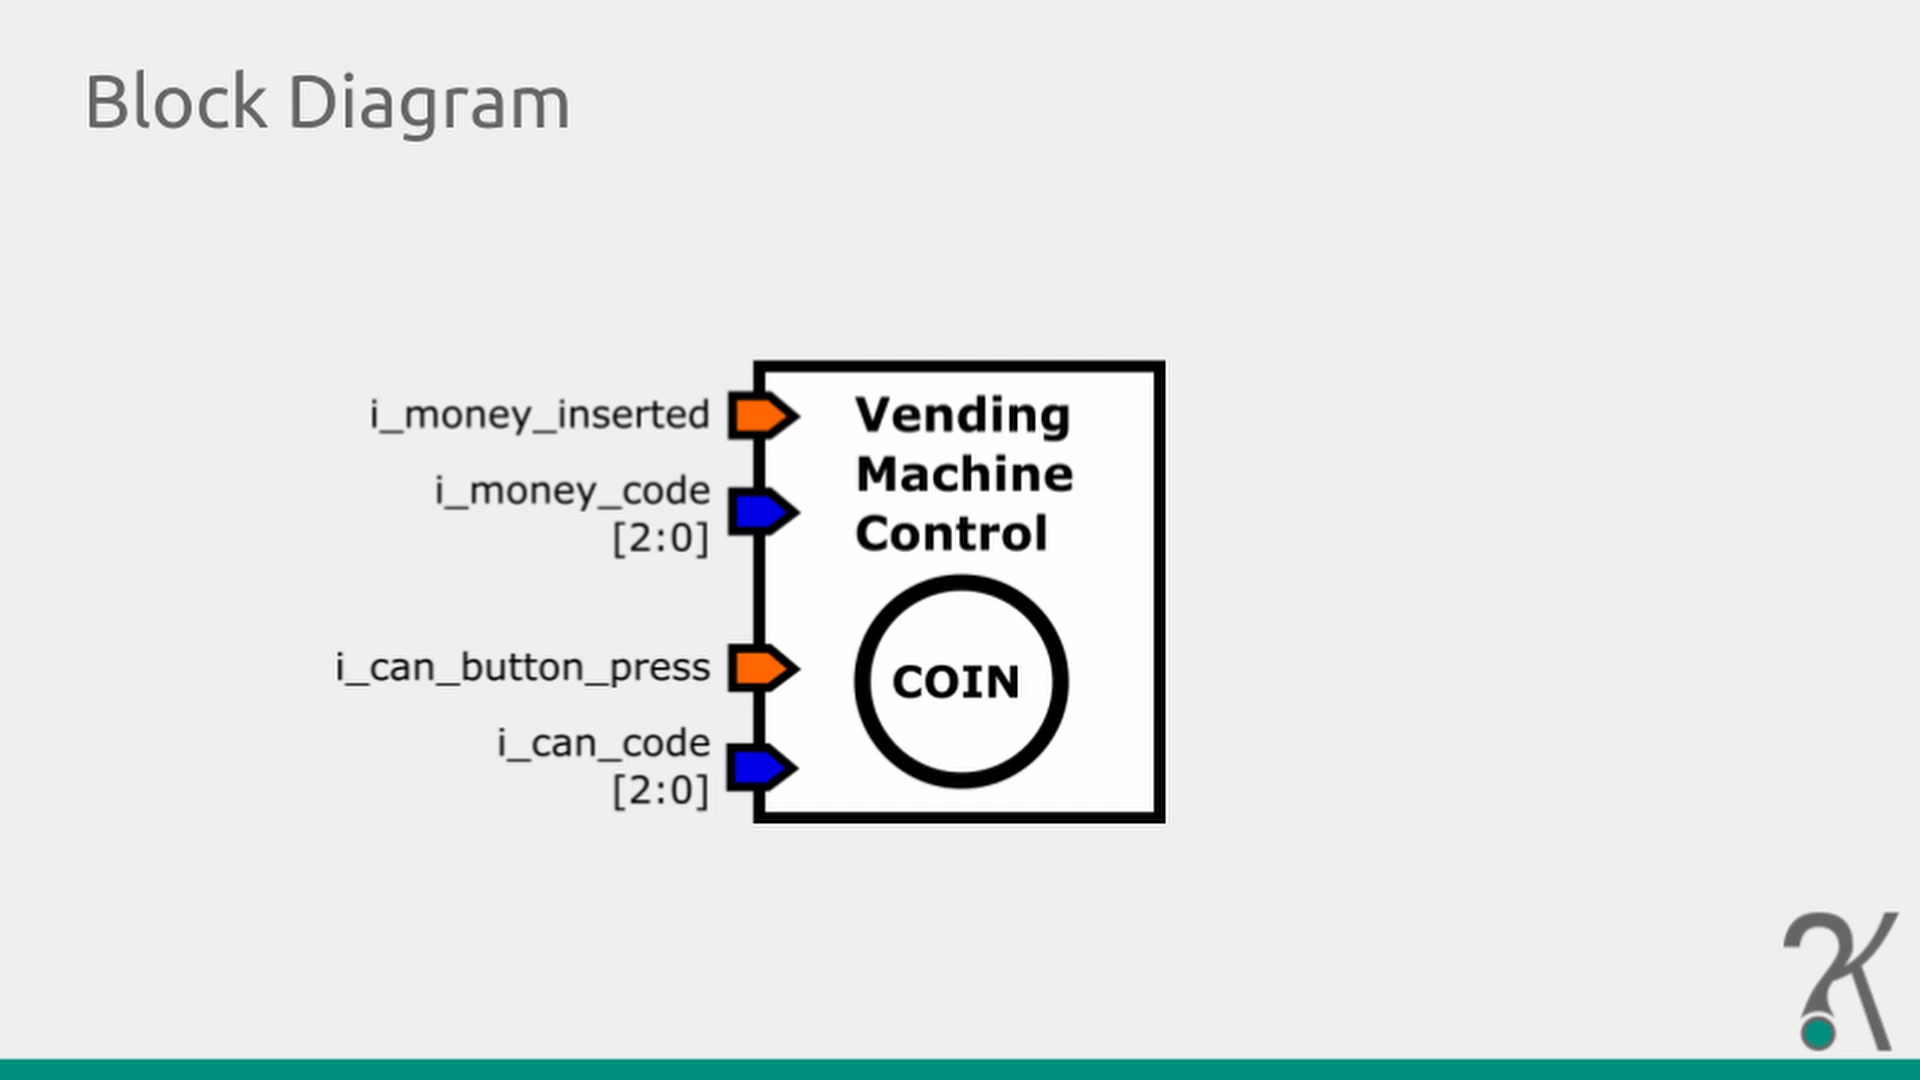 Block Diagram
i_money_inserted
i_money_code
[2:0]
i_can_button_press
i_can_code
[2:0]
Vending
Machine
Control
COIN